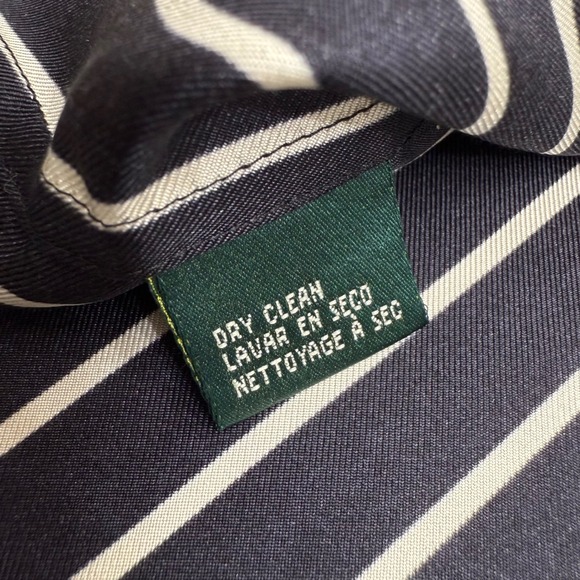 DRY CLEAN
LAVAR EN SECO
NETTOYAGE À SEC